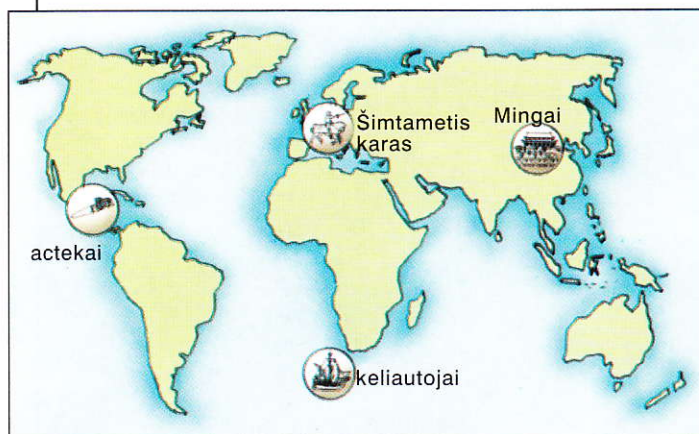 Šimtametis
karas
Mingai
actekai
keliautojai